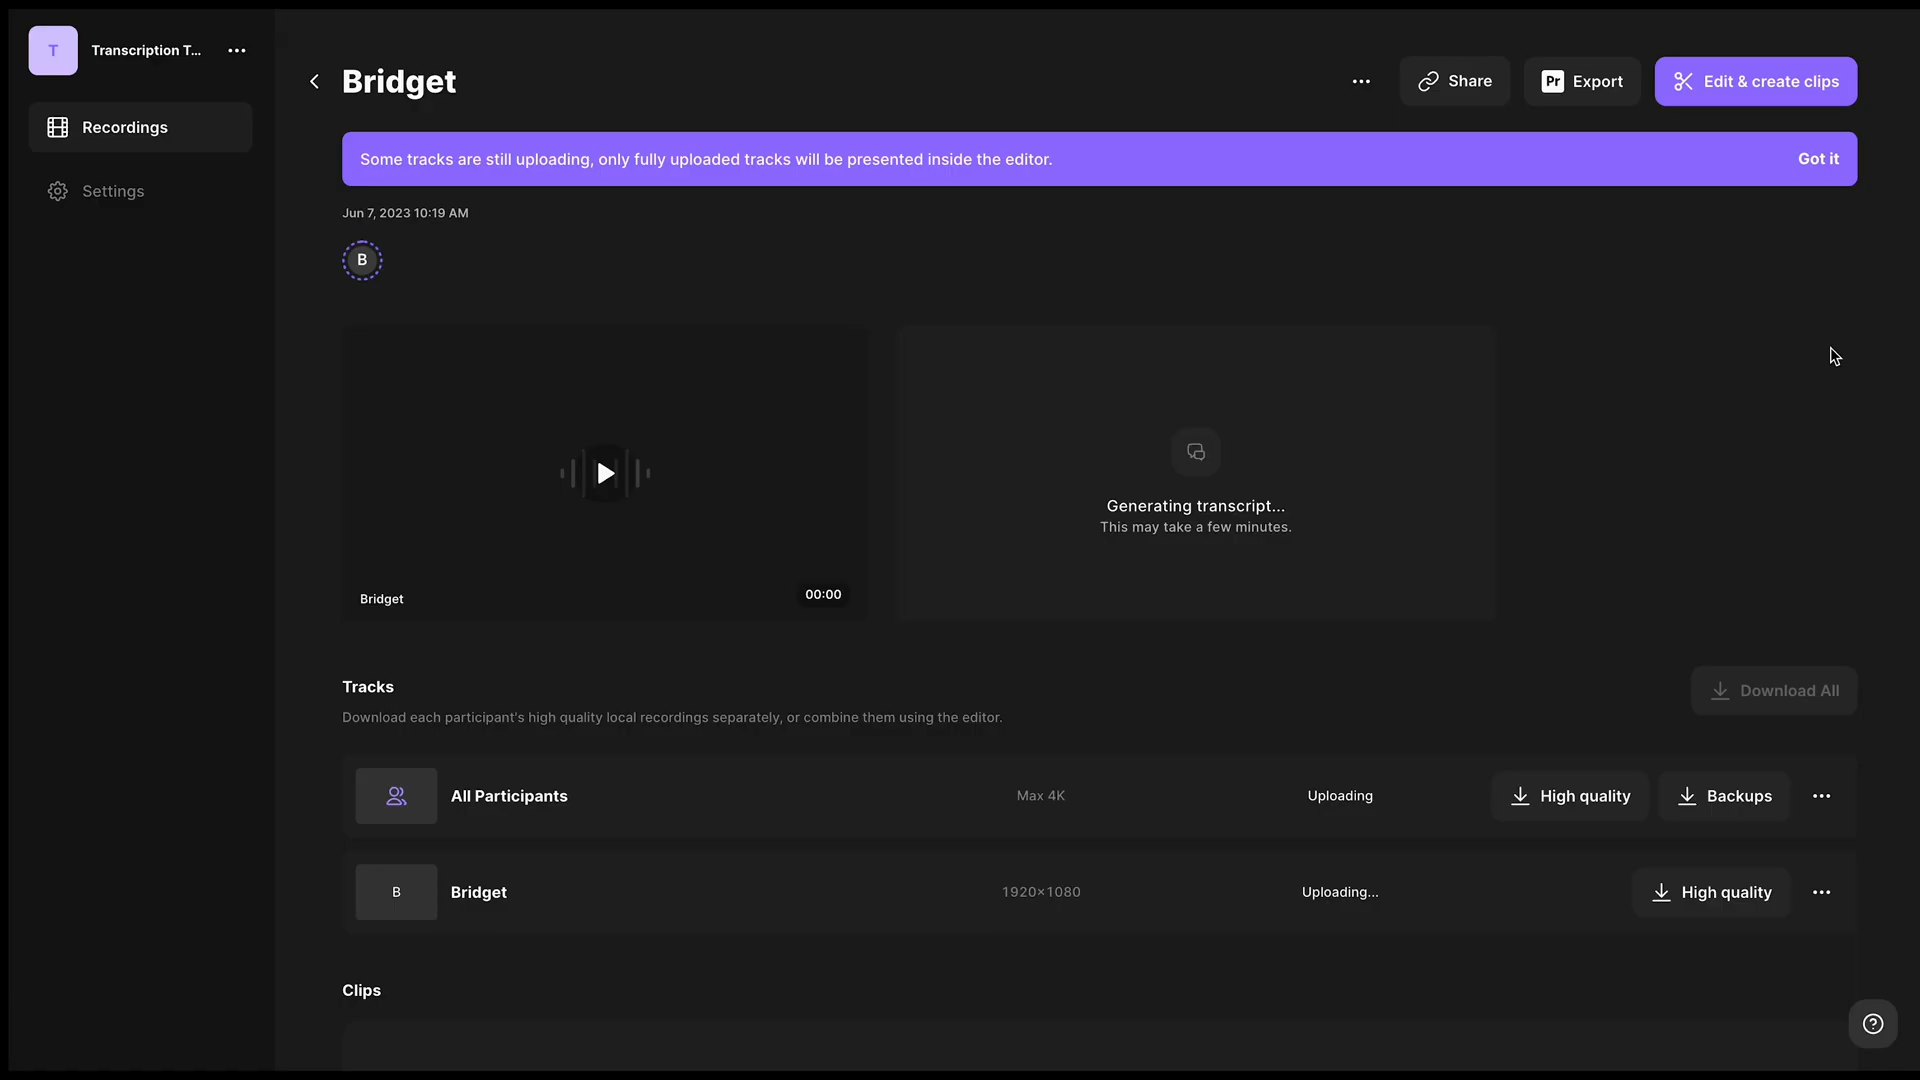 T
Transcription T...
Recordings
Settings
Bridget
Share
Pr Export
Edit & create clips
Some tracks are still uploading, only fully uploaded tracks will be presented inside the editor.
Got it
Jun 7, 2023 10:19 AM
B
Bridget
00:00
Generating transcript...
This may take a few minutes.
Tracks
Download each participant's high quality local recordings separately, or combine them using the editor.
Download All
All Participants
Max 4K
Uploading
High quality
Backups
B
Bridget
1920×1080
Uploading...
High quality
Clips